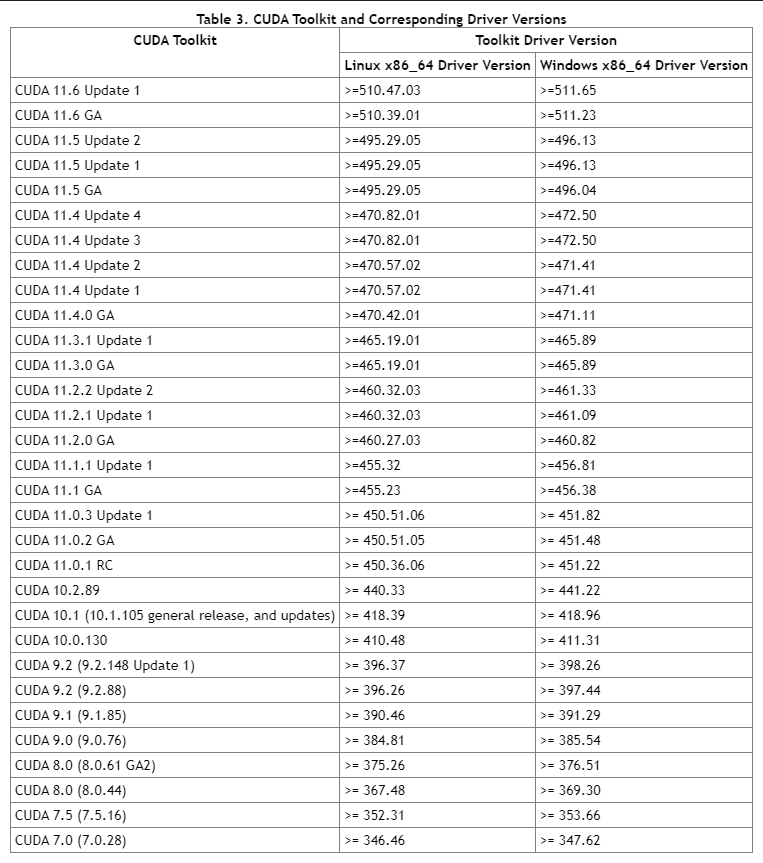 Table 3. CUDA Toolkit and Corresponding Driver Versions
CUDA Toolkit Toolkit Driver Version
Linux x86_64 Driver Version Windows x86_64 Driver Version
CUDA 11.6 Update 1 >=510.47.03 >=511.65
CUDA 11.6 GA >=510.39.01 >=511.23
CUDA 11.5 Update 2 >=495.29.05 >=496.13
CUDA 11.5 Update 1 >=495.29.05 >=496.13
CUDA 11.5 GA >=495.29.05 >=496.04
CUDA 11.4 Update 4 >=470.82.01 >=472.50
CUDA 11.4 Update 3 >=470.82.01 >=472.50
CUDA 11.4 Update 2 >=470.57.02 >=471.41
CUDA 11.4 Update 1 >=470.57.02 >=471.41
CUDA 11.4.0 GA >=470.42.01 >=471.11
CUDA 11.3.1 Update 1 >=465.19.01 >=465.89
CUDA 11.3.0 GA >=465.19.01 >=465.89
CUDA 11.2.2 Update 2 >=460.32.03 >=461.33
CUDA 11.2.1 Update 1 >=460.32.03 >=461.09
CUDA 11.2.0 GA >=460.27.03 >=460.82
CUDA 11.1.1 Update 1 >=455.32 >=456.81
CUDA 11.1 GA >=455.23 >=456.38
CUDA 11.0.3 Update 1 >= 450.51.06 >= 451.82
CUDA 11.0.2 GA >= 450.51.05 >= 451.48
CUDA 11.0.1 RC >= 450.36.06 >= 451.22
CUDA 10.2.89 >= 440.33 >= 441.22
CUDA 10.1 (10.1.105 general release, and updates) >= 418.39 >= 418.96
CUDA 10.0.130 >= 410.48 >= 411.31
CUDA 9.2 (9.2.148 Update 1) >= 396.37 >= 398.26
CUDA 9.2 (9.2.88) >= 396.26 >= 397.44
CUDA 9.1 (9.1.85) >= 390.46 >= 391.29
CUDA 9.0 (9.0.76) >= 384.81 >= 385.54
CUDA 8.0 (8.0.61 GA2) >= 375.26 >= 376.51
CUDA 8.0 (8.0.44) >= 367.48 >= 369.30
CUDA 7.5 (7.5.16) >= 352.31 >= 353.66
CUDA 7.0 (7.0.28) >= 346.46 >= 347.62